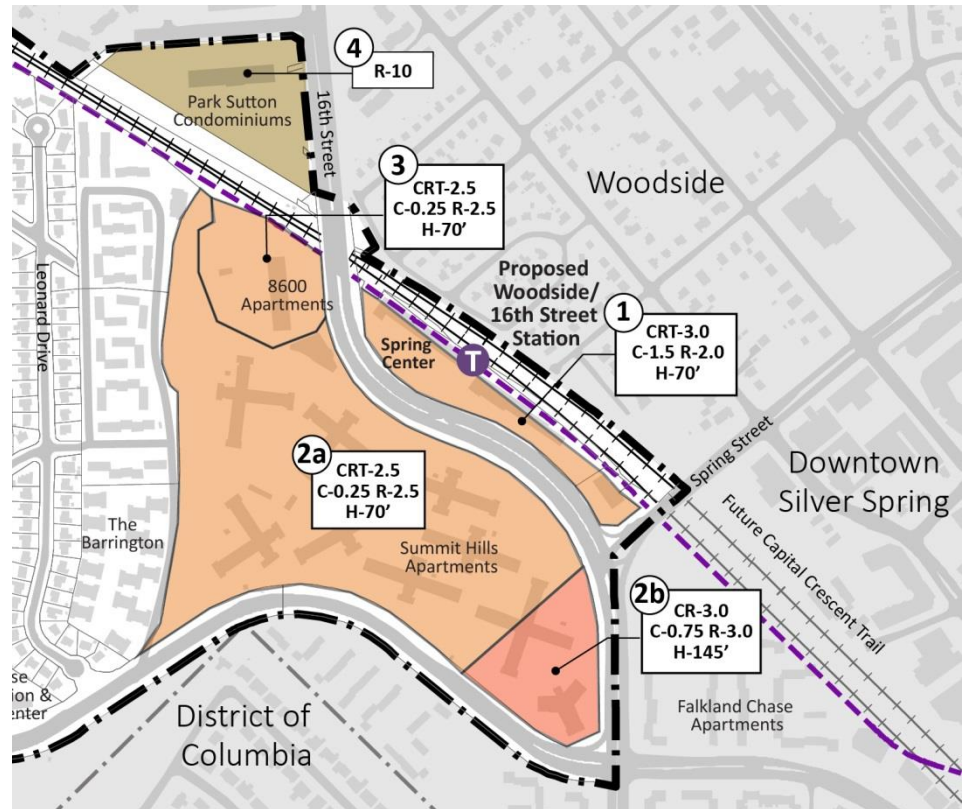 4
R-10
Park Sutton
Condominiums
16th Street
3
CRT-2.5
C-0.25 R-2.5
H-70’
Woodside
Leonard Drive
8600
Apartments
Proposed
Woodside/
16th Street
Station
1
CRT-3.0
C-1.5 R-2.0
H-70’
Spring
Center
T
2a
CRT-2.5
C-0.25 R-2.5
H-70’
Spring Street
Downtown
Silver Spring
The
Barrington
Summit Hills
Apartments
Future Capital Crescent Trail
2b
CR-3.0
C-0.75 R-3.0
H-145’
se
ion &
enter
District of
Columbia
Falkland Chase
Apartments